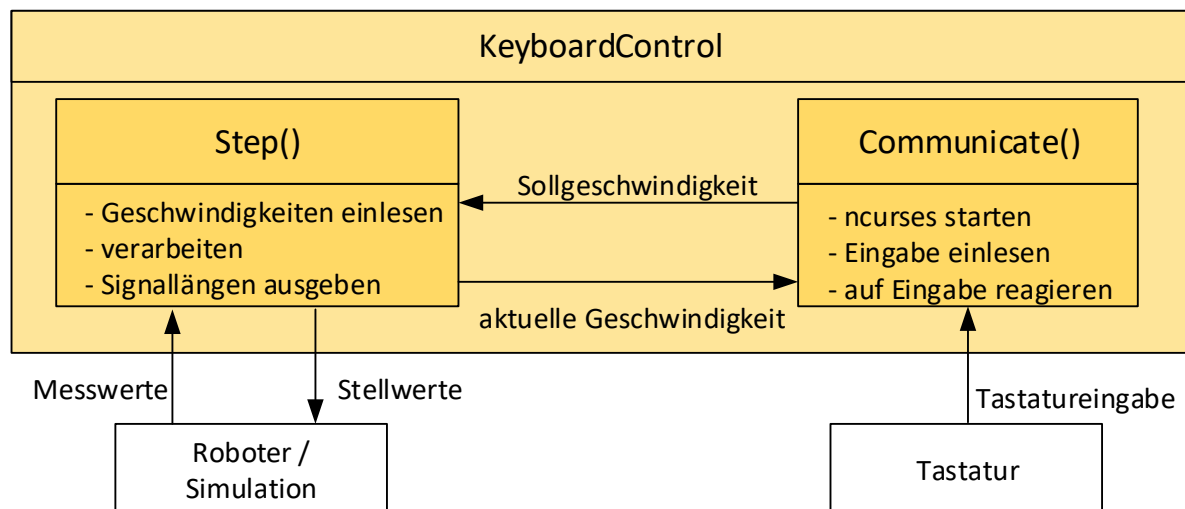 KeyboardControl
Step()
- Geschwindigkeiten einlesen
- verarbeiten
- Signallängen ausgeben
Sollgeschwindigkeit
aktuelle Geschwindigkeit
Communicate()
- ncurses starten
- Eingabe einlesen
- auf Eingabe reagieren
Messwerte
Stellwerte
Tastatureingabe
Roboter /
Simulation
Tastatur